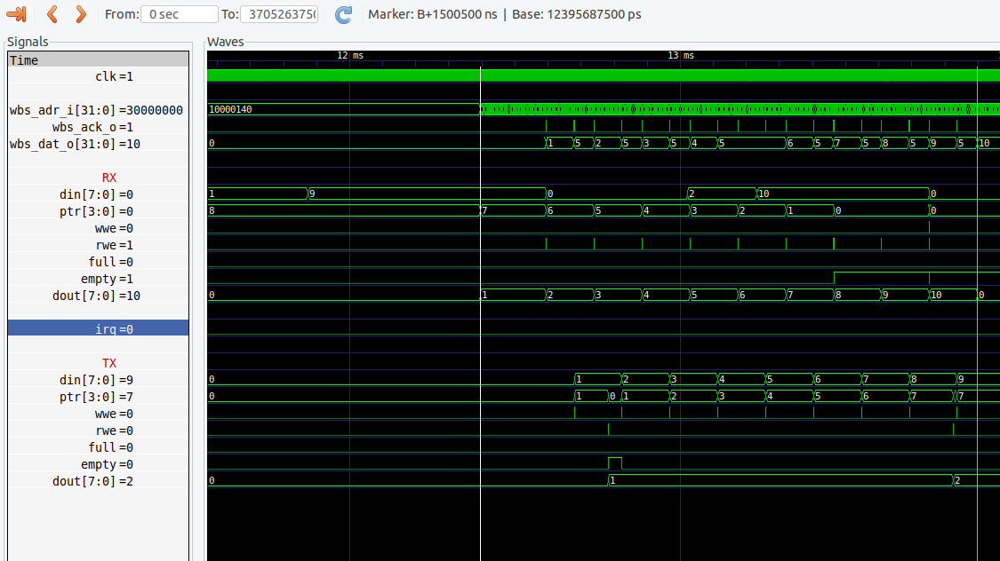 From: 0 sec To: 3705263750 Marker: B+1500500 ns | Base: 12395687500 ps
Signals Waves
Time 12 ms 13 ms
clk=1
wbs_adr_i[31:0]=30000000 10000140
wbs_ack_o=1
wbs_dat_o[31:0]=10 0 1 5 2 5 3 5 4 5 6 5 7 5 8 5 9 5 10
RX
din[7:0]=0 1 9 0 2 10 0
ptr[3:0]=0 8 7 6 5 4 3 2 1 0 0
wwe=0
rwe=1
full=0
empty=1
dout[7:0]=10 0 1 2 3 4 5 6 7 8 9 10 0
irq=0
TX
din[7:0]=9 0 1 2 3 4 5 6 7 8 9
ptr[3:0]=7 0 1 0 1 2 3 4 5 6 7 7
wwe=0
rwe=0
full=0
empty=0
dout[7:0]=2 0 1 2